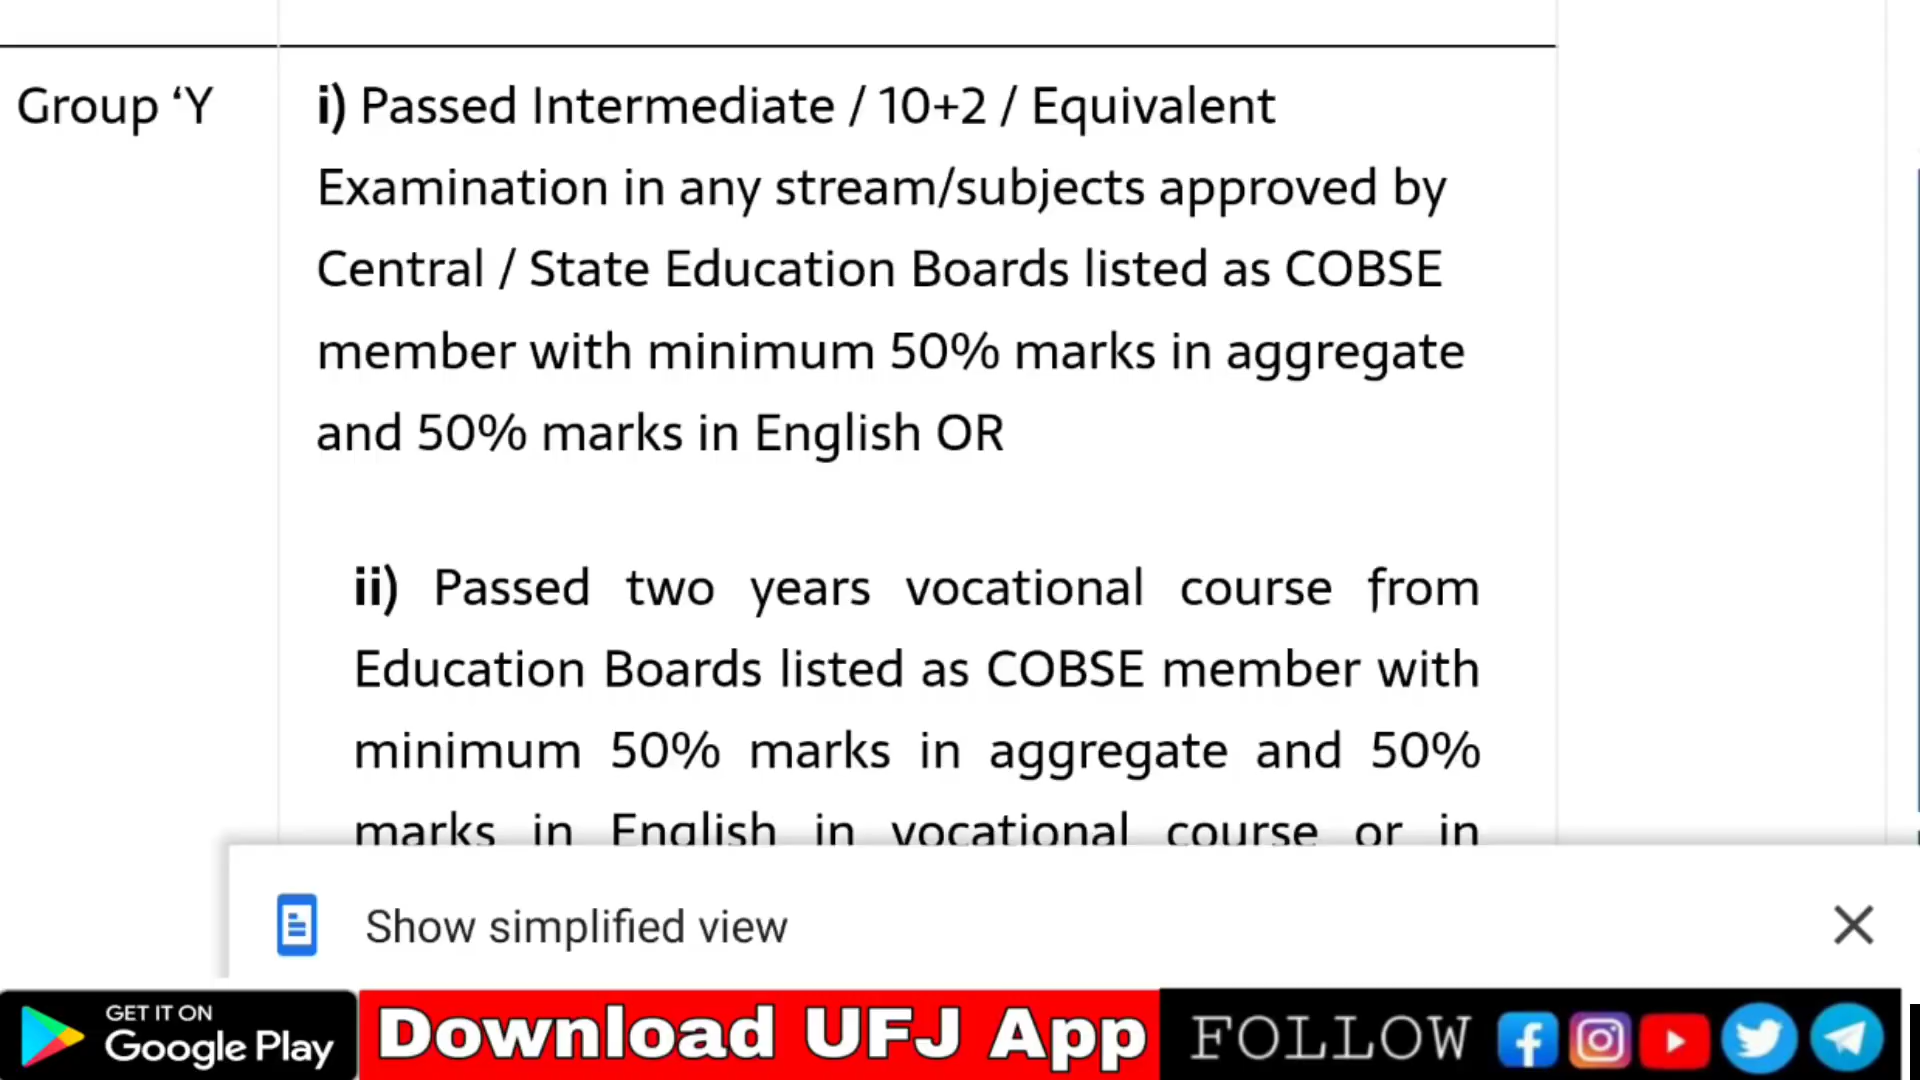 Group ‘Y
i) Passed Intermediate / 10+2 / Equivalent
Examination in any stream/subjects approved by
Central / State Education Boards listed as COBSE
member with minimum 50% marks in aggregate
and 50% marks in English OR
ii) Passed two years vocational course from
Education Boards listed as COBSE member with
minimum 50% marks in aggregate and 50%
marks in English in vocational course or in
Show simplified view
GET IT ON
Google Play
Download UFJ App
FOLLOW